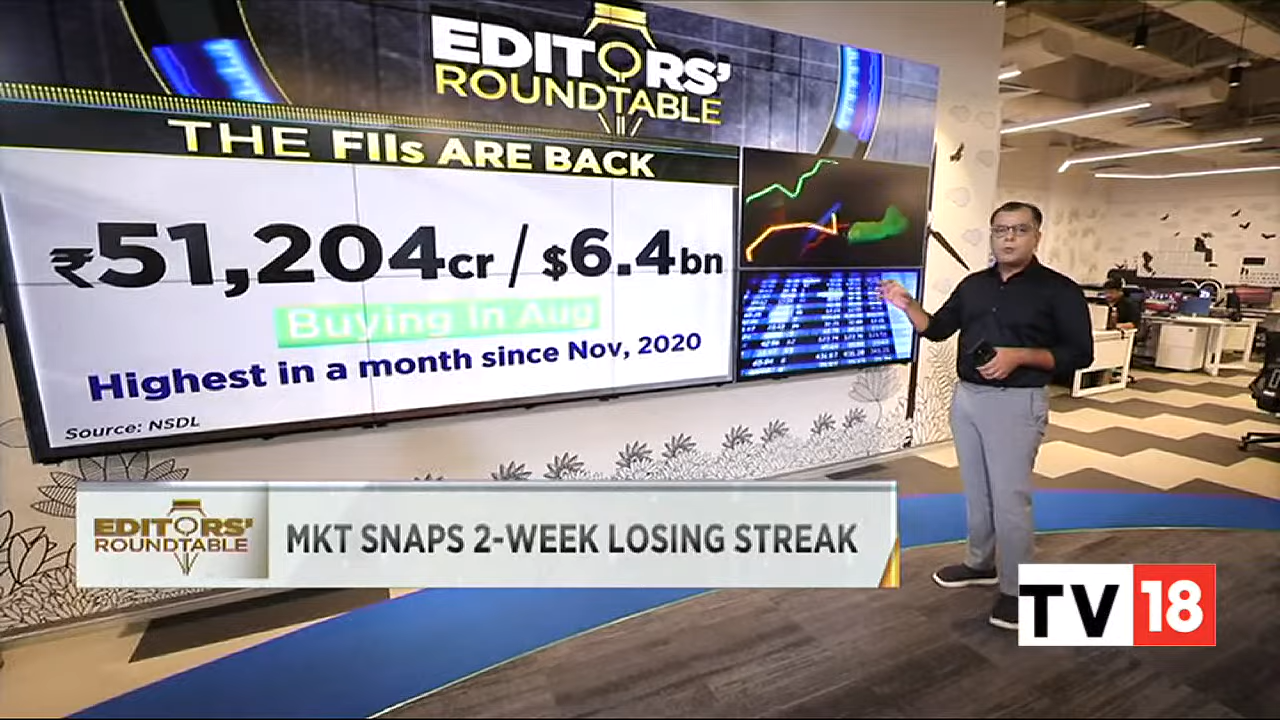 EDITORS'
ROUNDTABLE
THE FIIs ARE BACK
₹51,204cr / $6.4bn
Buying in Aug
Highest in a month since Nov, 2020
Source: NSDL
EDITORS'
ROUNDTABLE
MKT SNAPS 2-WEEK LOSING STREAK
TV18